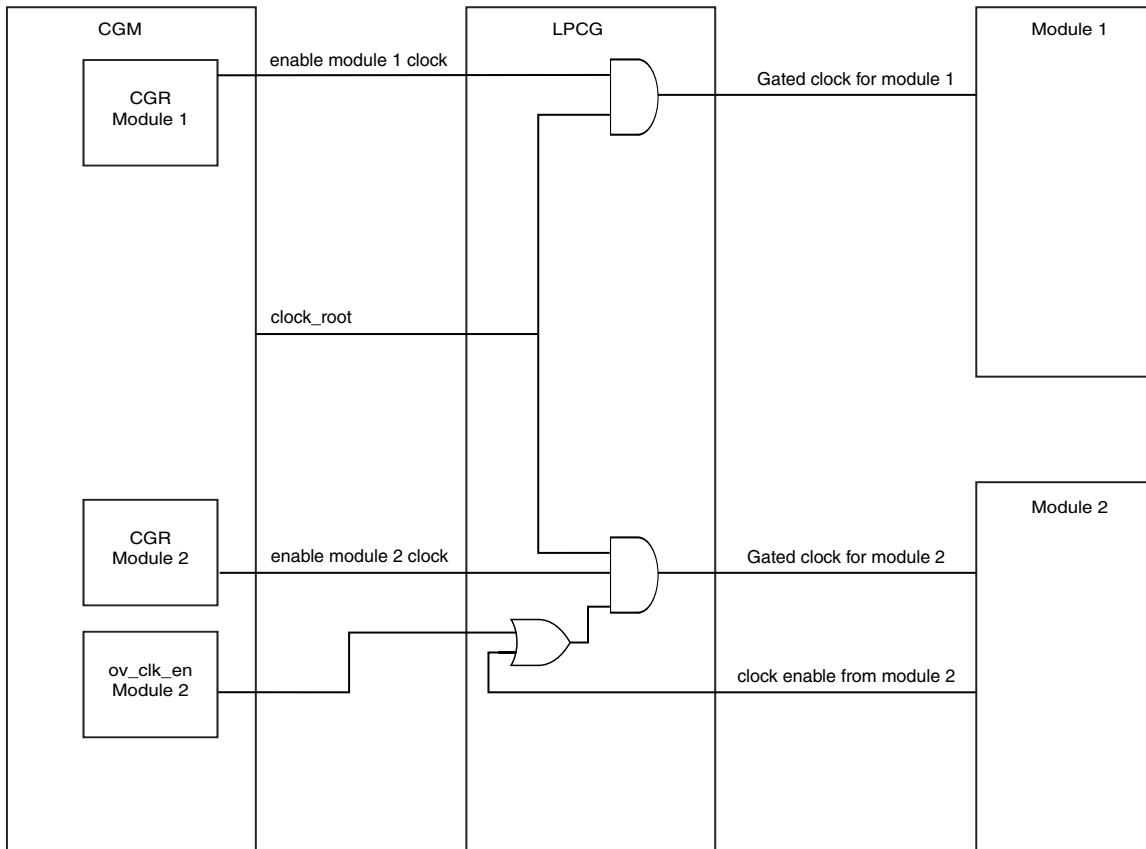 CGM
LPCG
Module 1
enable module 1 clock
CGR
Module 1
Gated clock for module 1
clock_root
Module 2
CGR
Module 2
enable module 2 clock
Gated clock for module 2
ov_clk_en
Module 2
clock enable from module 2